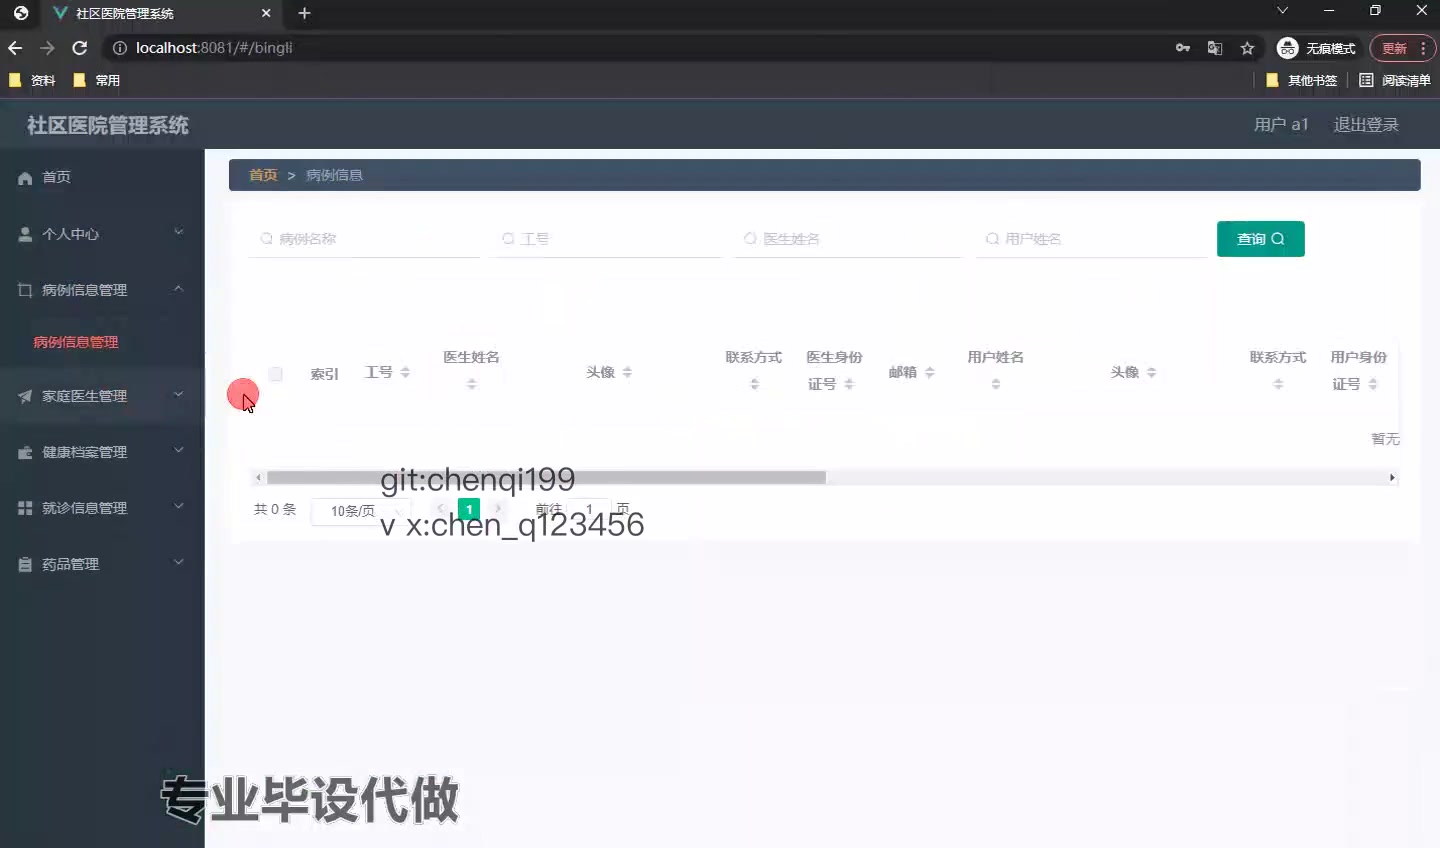 社区医院管理系统
localhost:8081/#/bingli
无痕模式
更新
资料
常用
其他书签
阅读清单
社区医院管理系统
用户 a1
退出登录
首页
个人中心
病例信息管理
病例信息管理
家庭医生管理
健康档案管理
就诊信息管理
药品管理
首页 > 病例信息
病例名称
工号
医生姓名
用户姓名
查询
索引
工号
医生姓名
头像
联系方式
医生身份
证号
邮箱
用户姓名
头像
联系方式
用户身份
证号
暂无
git:chenqi199
共 0 条
10条/页
1
前往
1
页
v x:chen_q123456
专业毕设代做